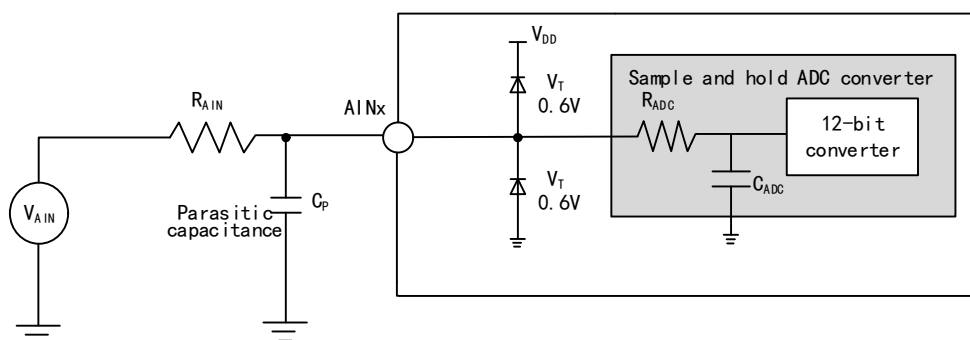 V_DD
Sample and hold ADC converter
V_T
0.6V
R_AIN
AINx
R_ADC
12-bit
converter
V_AIN
Parasitic
capacitance
C_P
V_T
0.6V
C_ADC